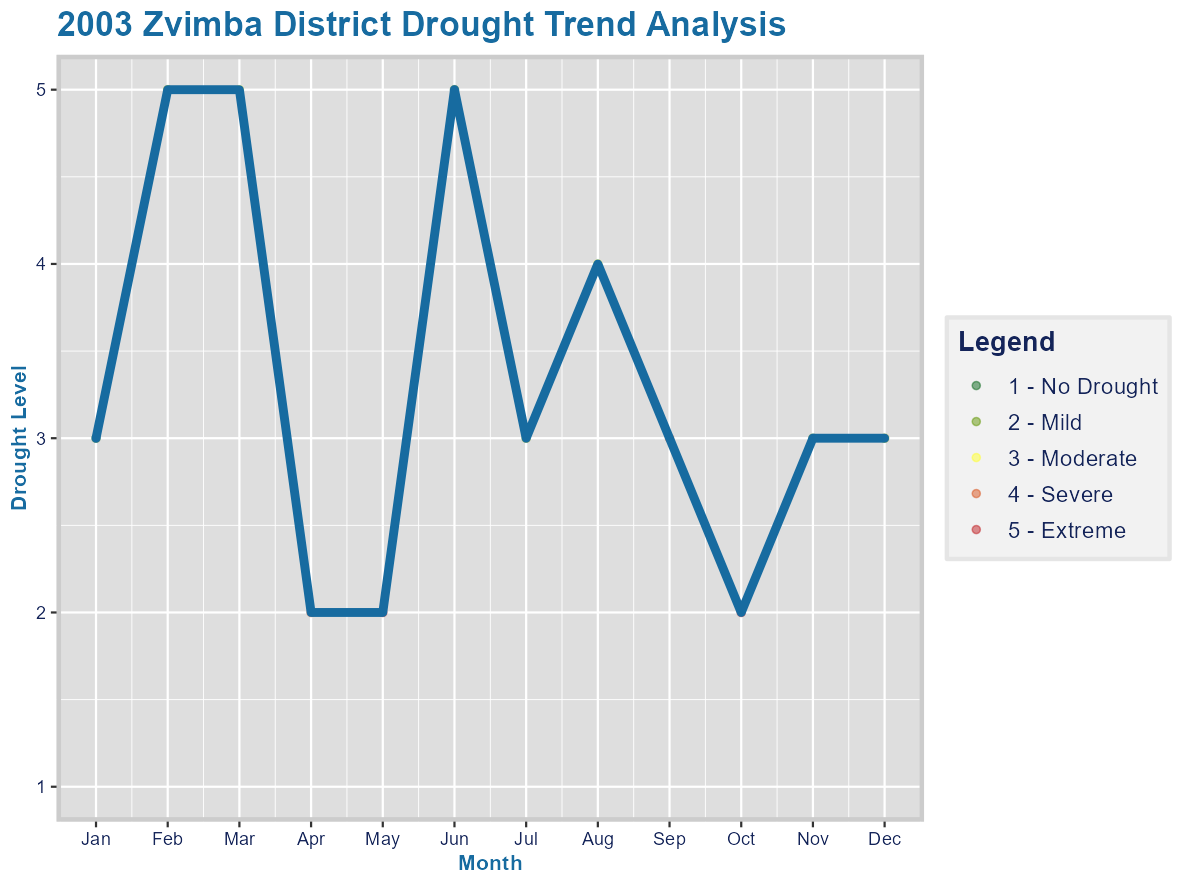 2003 Zvimba District Drought Trend Analysis
Drought Level
5
4
3
2
1
Jan Feb Mar Apr May Jun Jul Aug Sep Oct Nov Dec
Month
Legend
1 - No Drought
2 - Mild
3 - Moderate
4 - Severe
5 - Extreme